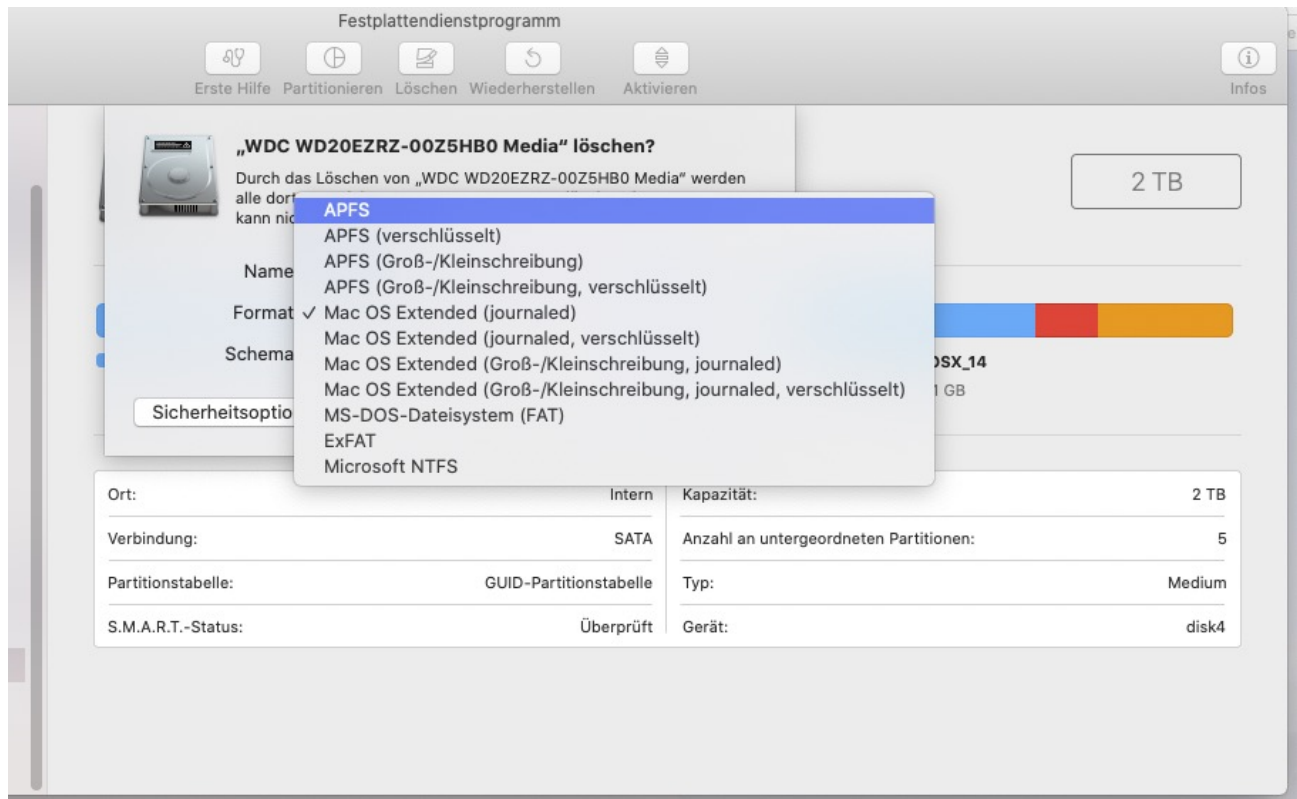 Festplattendienstprogramm
Erste Hilfe Partitionieren Löschen Wiederherstellen Aktivieren Infos
„WDC WD20EZRZ-00Z5HB0 Media“ löschen?
Durch das Löschen von „WDC WD20EZRZ-00Z5HB0 Media“ werden
alle dort
kann
2 TB
APFS
APFS (verschlüsselt)
APFS (Groß-/Kleinschreibung)
Name
APFS (Groß-/Kleinschreibung, verschlüsselt)
Format ✓ Mac OS Extended (journaled)
Mac OS Extended (journaled, verschlüsselt)
Schema
Mac OS Extended (Groß-/Kleinschreibung, journaled)
Mac OS Extended (Groß-/Kleinschreibung, journaled, verschlüsselt)
MS-DOS-Dateisystem (FAT)
ExFAT
Microsoft NTFS
SX_14
GB
Sicherheitsoptio
Ort: Intern
Kapazität: 2 TB
Verbindung: SATA
Anzahl an untergeordneten Partitionen: 5
Partitionstabelle: GUID-Partitionstabelle
Typ: Medium
S.M.A.R.T.-Status: Überprüft
Gerät: disk4